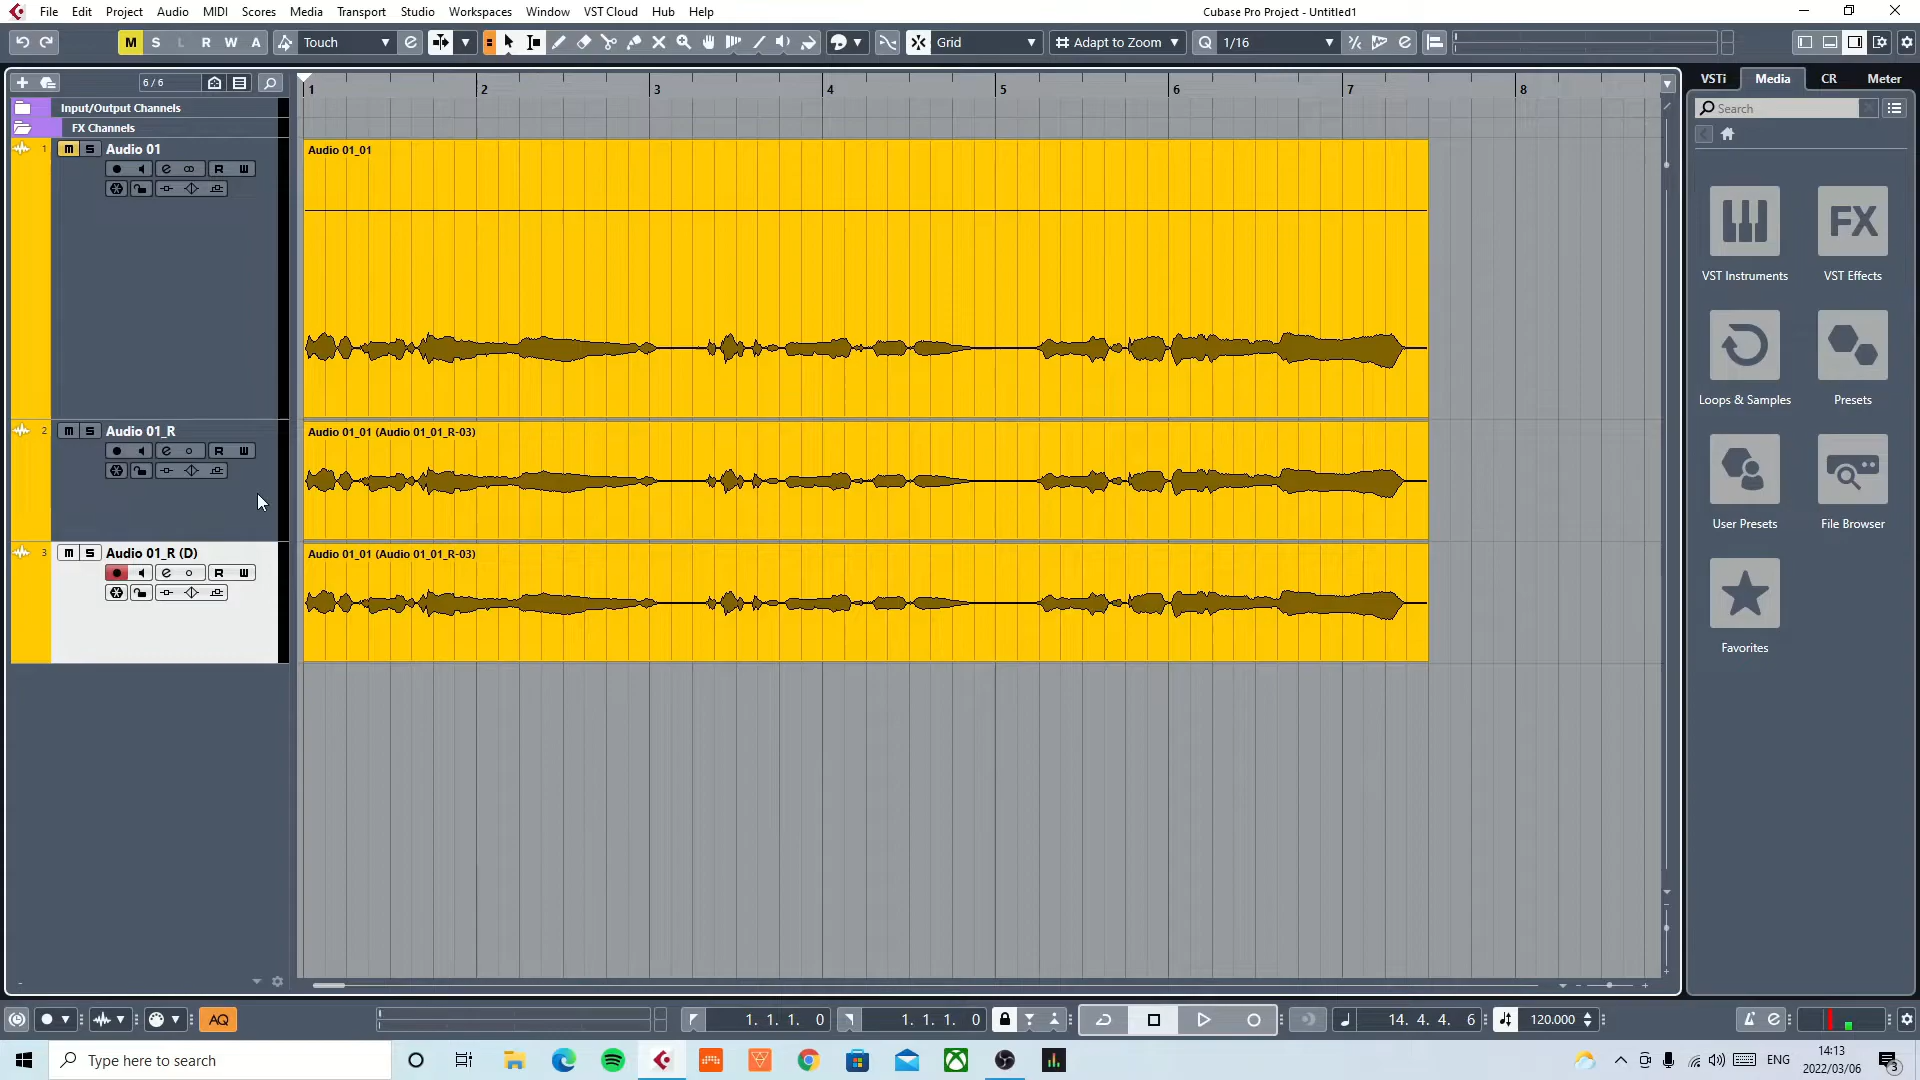 File Edit Project Audio MIDI Scores Media Transport Studio Workspaces Window VST Cloud Hub Help
Cubase Pro Project - Untitled1
M S L R W A Touch
Grid
Adapt to Zoom
Q 1/16
6 / 6
1 2 3 4 5 6 7 8
VSTi Media CR Meter
Search
Input/Output Channels
FX Channels
1 m S Audio 01
e R W
Audio 01_01
2 m S Audio 01_R
e R W
Audio 01_01 (Audio 01_01_R-03)
3 m S Audio 01_R (D)
e R W
Audio 01_01 (Audio 01_01_R-03)
VST Instruments
FX
VST Effects
Loops & Samples
Presets
User Presets
File Browser
Favorites
AQ
1. 1. 1. 0
1. 1. 1. 0
14. 4. 4. 6
120.000
Type here to search
ENG
14:13
2022/03/06
3